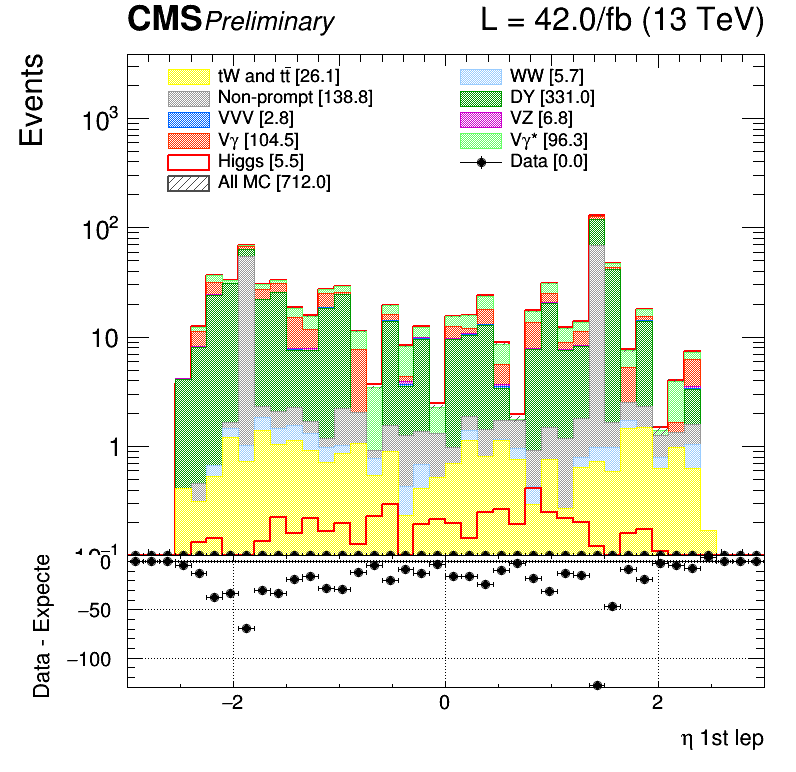 CMS Preliminary L = 42.0/fb (13 TeV)
Events
tW and tt̄ [26.1] WW [5.7]
Non-prompt [138.8] DY [331.0]
VVV [2.8] VZ [6.8]
Vγ [104.5] Vγ* [96.3]
Higgs [5.5] Data [0.0]
All MC [712.0]
10³
10²
10
1
Data - Expecte
0
−50
−100
−2 0 2
η 1st lep